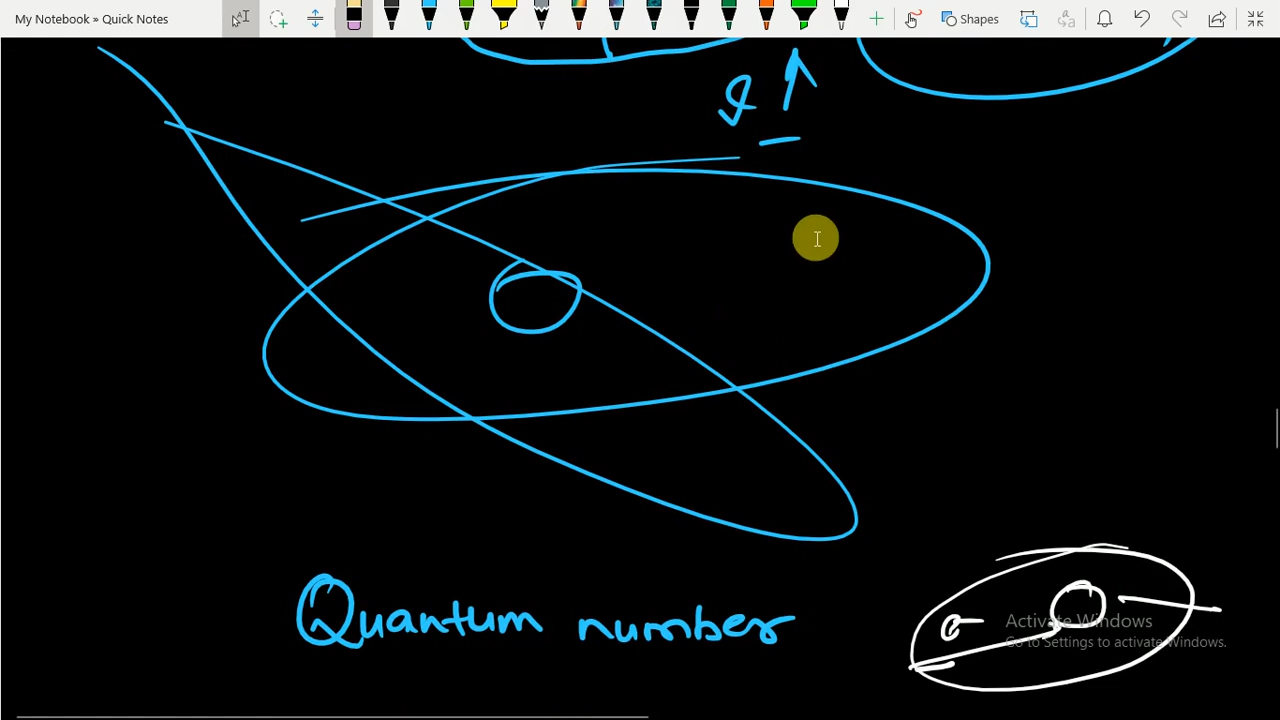 My Notebook » Quick Notes
Shapes
&
Quantum number
e-
Activate Windows
Go to Settings to activate Windows.